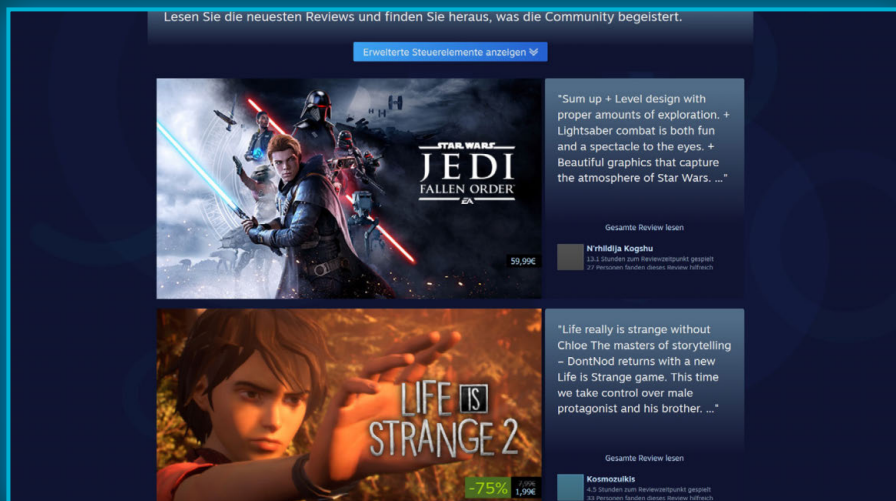 Lesen Sie die neuesten Reviews und finden Sie heraus, was die Community begeistert.
Erweiterte Steuerelemente anzeigen
STAR WARS
JEDI
FALLEN ORDER
EA
59,99€
"Sum up + Level design with
proper amounts of exploration. +
Lightsaber combat is both fun
and a spectacle to the eyes. +
Beautiful graphics that capture
the atmosphere of Star Wars. ..."
Gesamte Review lesen
N'rhildija Kogshu
13,1 Stunden zum Reviewzeitpunkt gespielt
27 Personen fanden dieses Review hilfreich
LIFE IS
STRANGE 2
-75%
7,99€
1,99€
"Life really is strange without
Chloe The masters of storytelling
– DontNod returns with a new
Life is Strange game. This time
we take control over male
protagonist and his brother. ..."
Gesamte Review lesen
Kosmozuikis
4,5 Stunden zum Reviewzeitpunkt gespielt
33 Personen fanden dieses Review hilfreich